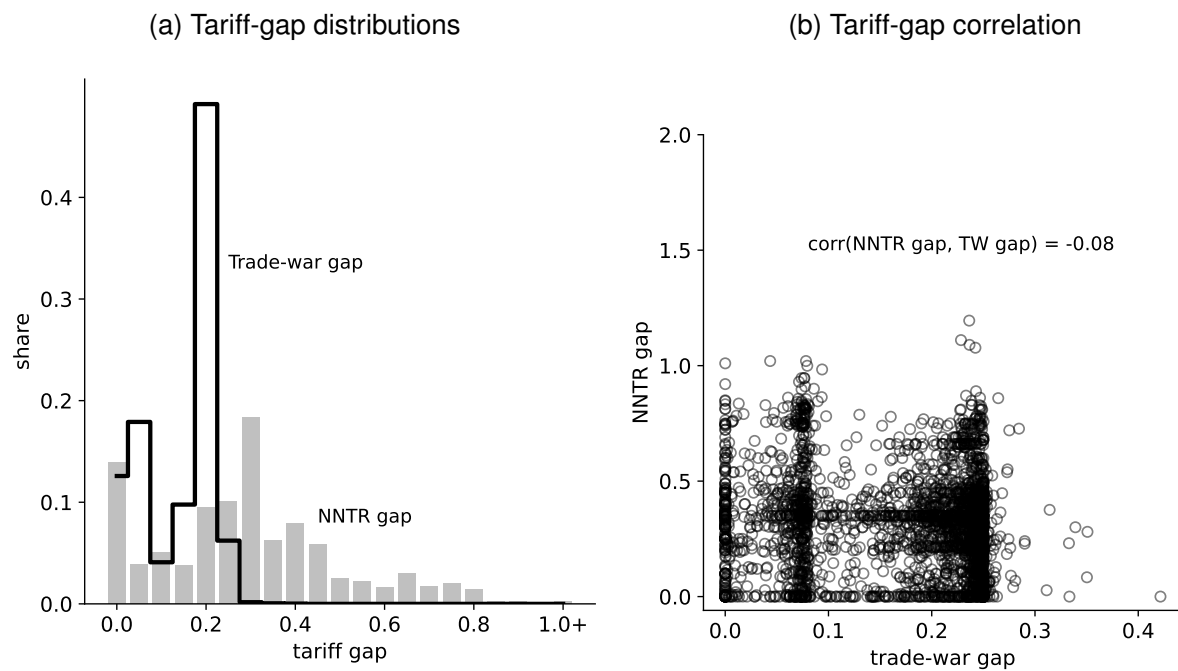 (a) Tariff-gap distributions
share
0.4
0.3
0.2
0.1
0.0
Trade-war gap
NNTR gap
0.0 0.2 0.4 0.6 0.8 1.0+
tariff gap
(b) Tariff-gap correlation
NNTR gap
2.0
1.5
1.0
0.5
0.0
corr(NNTR gap, TW gap) = -0.08
0.0 0.1 0.2 0.3 0.4
trade-war gap